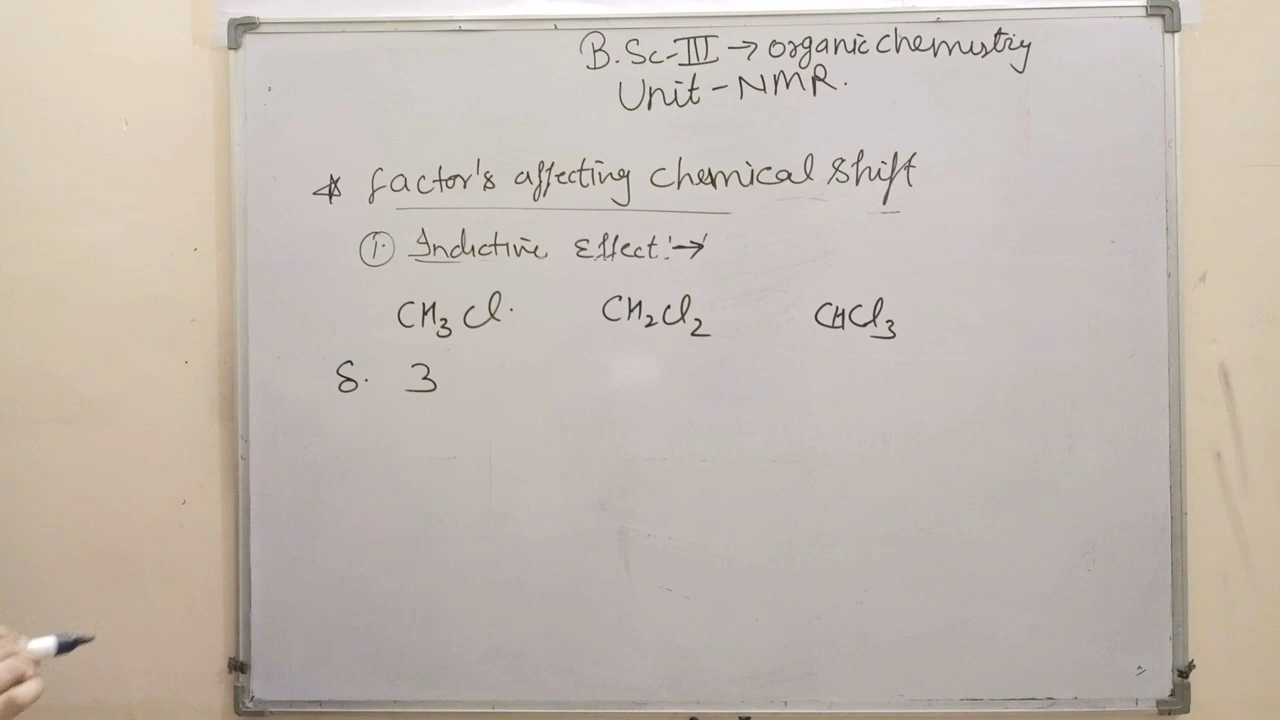 B.Sc-III → organic chemistry
Unit - NMR.
* factor's affecting chemical shift
① Inductive Effect :→
CH₃Cl. CH₂Cl₂ CHCl₃
δ. 3